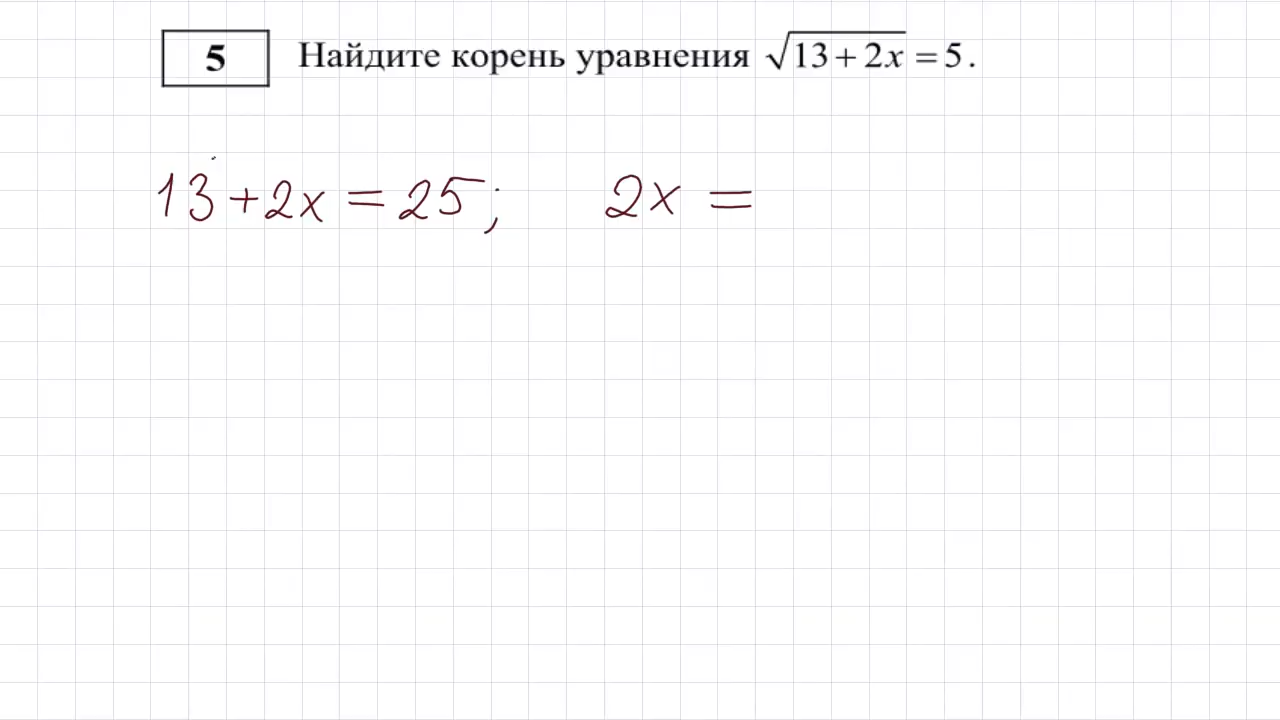 5 Найдите корень уравнения √13+2x = 5.
13+2x = 25; 2x =